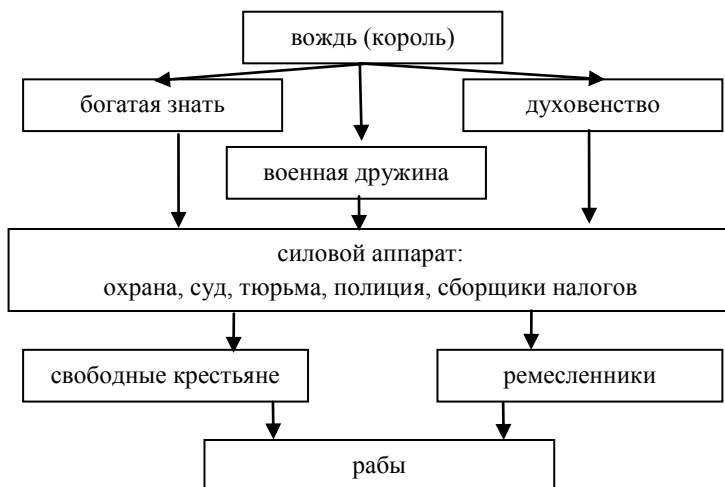 вождь (король)
богатая знать
духовенство
военная дружина
силовой аппарат:
охрана, суд, тюрьма, полиция, сборщики налогов
свободные крестьяне
ремесленники
рабы